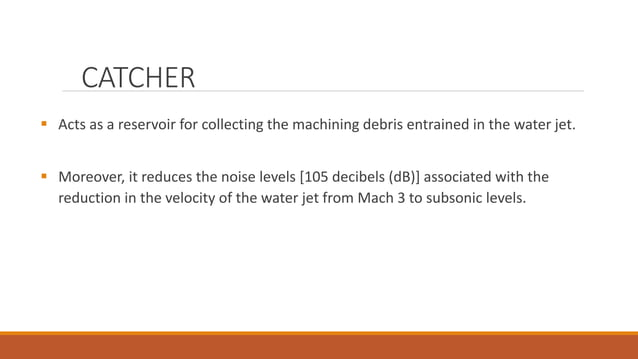 CATCHER
▪ Acts as a reservoir for collecting the machining debris entrained in the water jet.
▪ Moreover, it reduces the noise levels [105 decibels (dB)] associated with the
reduction in the velocity of the water jet from Mach 3 to subsonic levels.